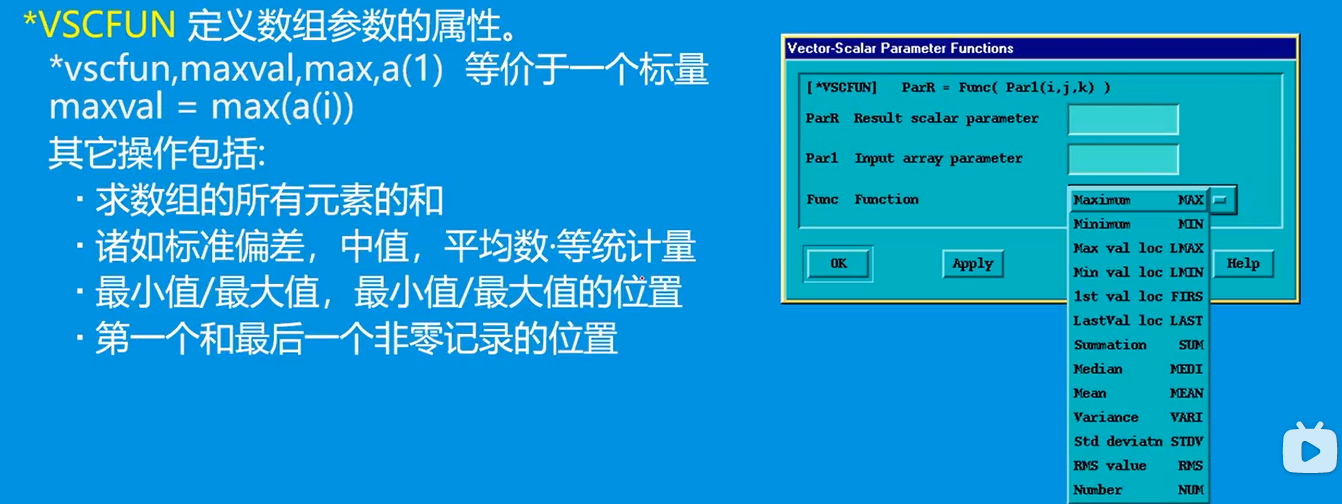 *VSCFUN 定义数组参数的属性。
*vscfun,maxval,max,a(1) 等价于一个标量
maxval = max(a(i))
其它操作包括:
·求数组的所有元素的和
·诸如标准偏差，中值，平均数·等统计量
·最小值/最大值，最小值/最大值的位置
·第一个和最后一个非零记录的位置
Vector-Scalar Parameter Functions
[*VSCFUN] ParR = Func( Par1(i,j,k) )
ParR Result scalar parameter
Par1 Input array parameter
Func Function
Maximum MAX
Minimum MIN
Max val loc LMAX
Min val loc LMIN
1st val loc FIRS
LastVal loc LAST
Summation SUM
Median MEDI
Mean MEAN
Variance VARI
Std deviatn STDV
RMS value RMS
Number NUM
OK
Apply
Help